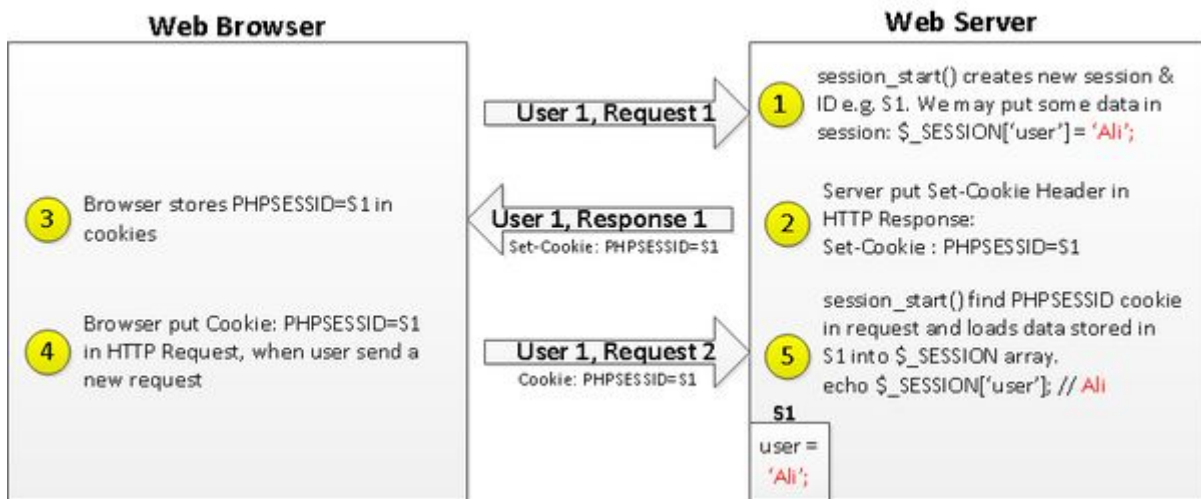 Web Browser
Web Server
User 1, Request 1
1
session_start() creates new session &
ID e.g. S1. We may put some data in
session: $_SESSION[‘user’] = ‘Ali’;
3
Browser stores PHPSESSID=S1 in
cookies
User 1, Response 1
Set-Cookie: PHPSESSID=S1
2
Server put Set-Cookie Header in
HTTP Response:
Set-Cookie : PHPSESSID=S1
4
Browser put Cookie: PHPSESSID=S1
in HTTP Request, when user send a
new request
User 1, Request 2
Cookie: PHPSESSID=S1
5
session_start() find PHPSESSID cookie
in request and loads data stored in
S1 into $_SESSION array.
echo $_SESSION[‘user’]; // Ali
S1
user =
‘Ali’;